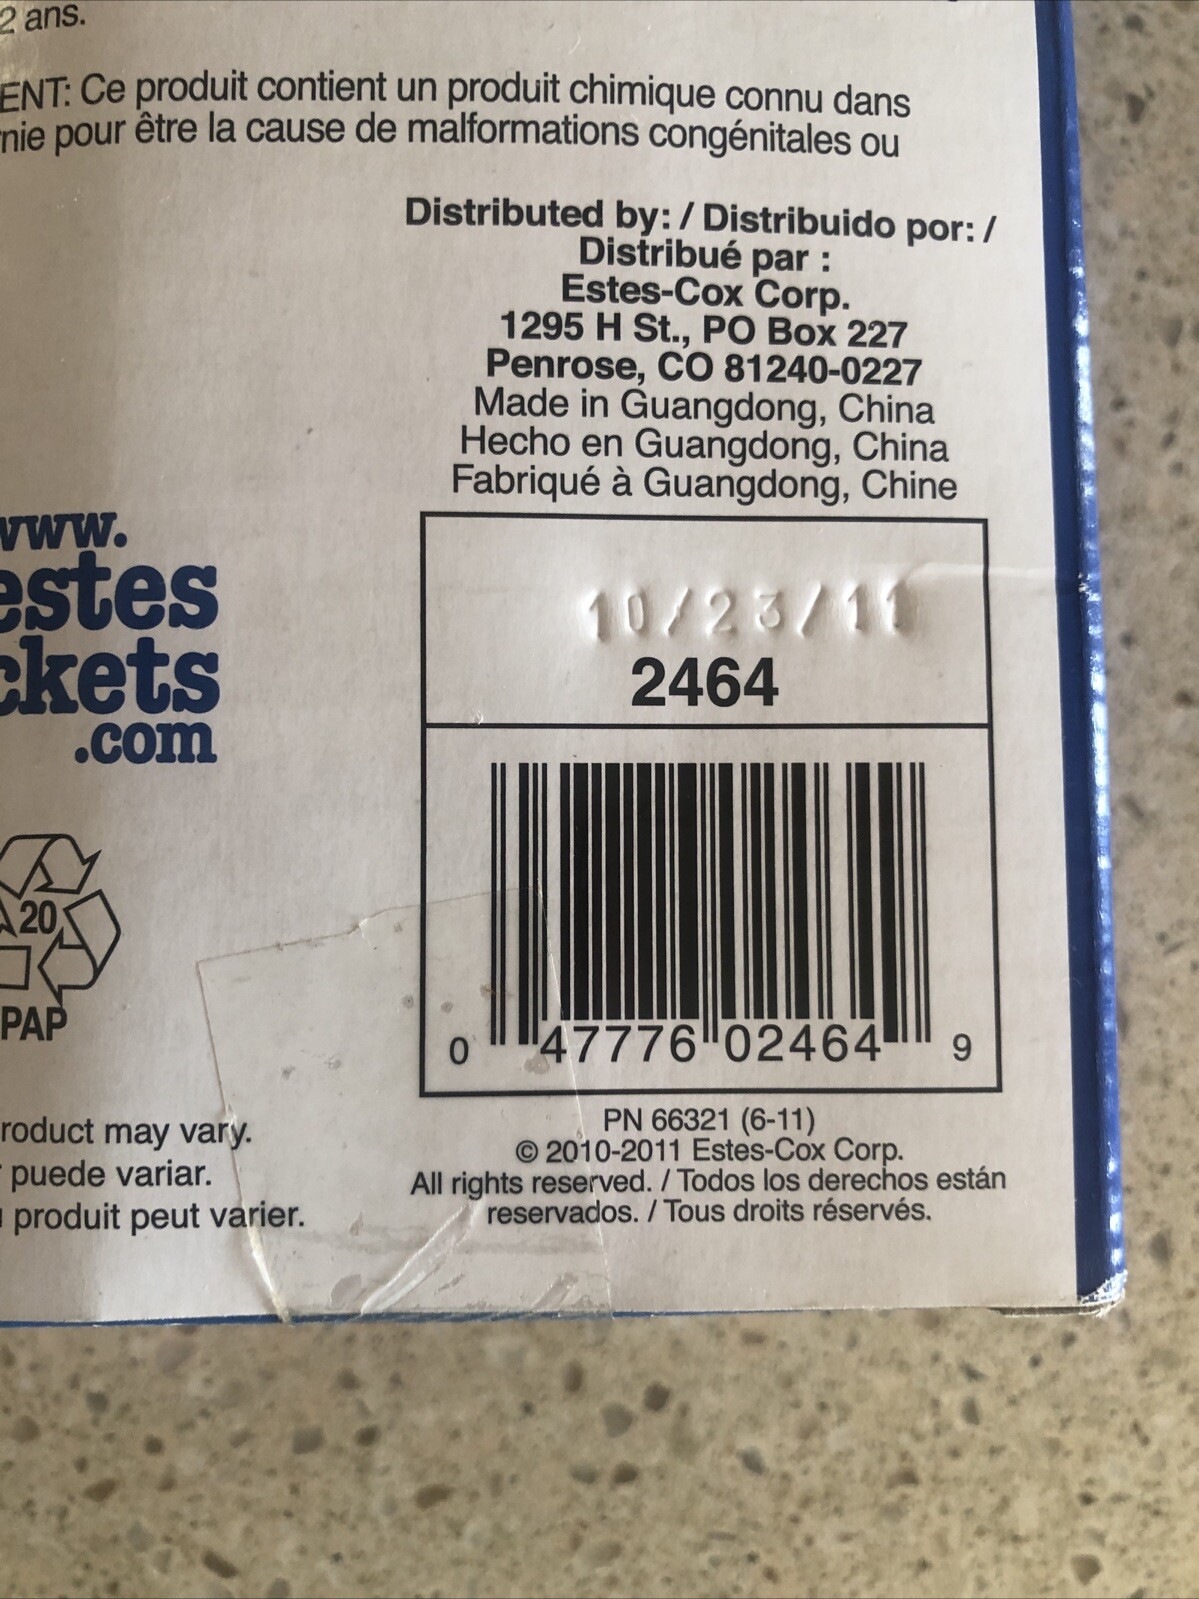 2 ans.
ENT: Ce produit contient un produit chimique connu dans
nie pour être la cause de malformations congénitales ou
Distributed by: / Distribuido por: /
Distribué par :
Estes-Cox Corp.
1295 H St., PO Box 227
Penrose, CO 81240-0227
Made in Guangdong, China
Hecho en Guangdong, China
Fabriqué à Guangdong, Chine
www.
estes
ckets
.com
10/23/11
2464
20
PAP
0 47776 02464 9
roduct may vary.
puede variar.
produit peut varier.
PN 66321 (6-11)
© 2010-2011 Estes-Cox Corp.
All rights reserved. / Todos los derechos están
reservados. / Tous droits réservés.